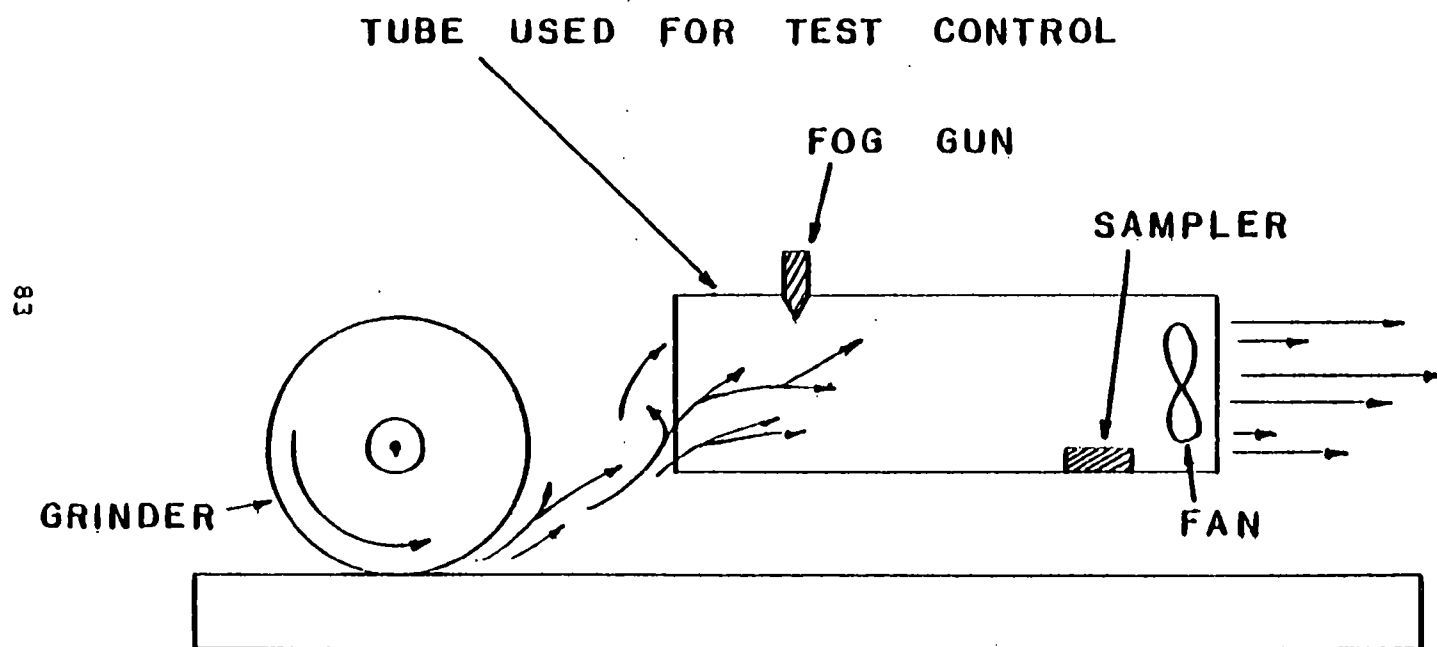 TUBE USED FOR TEST CONTROL
FOG GUN
SAMPLER
83
GRINDER
FAN